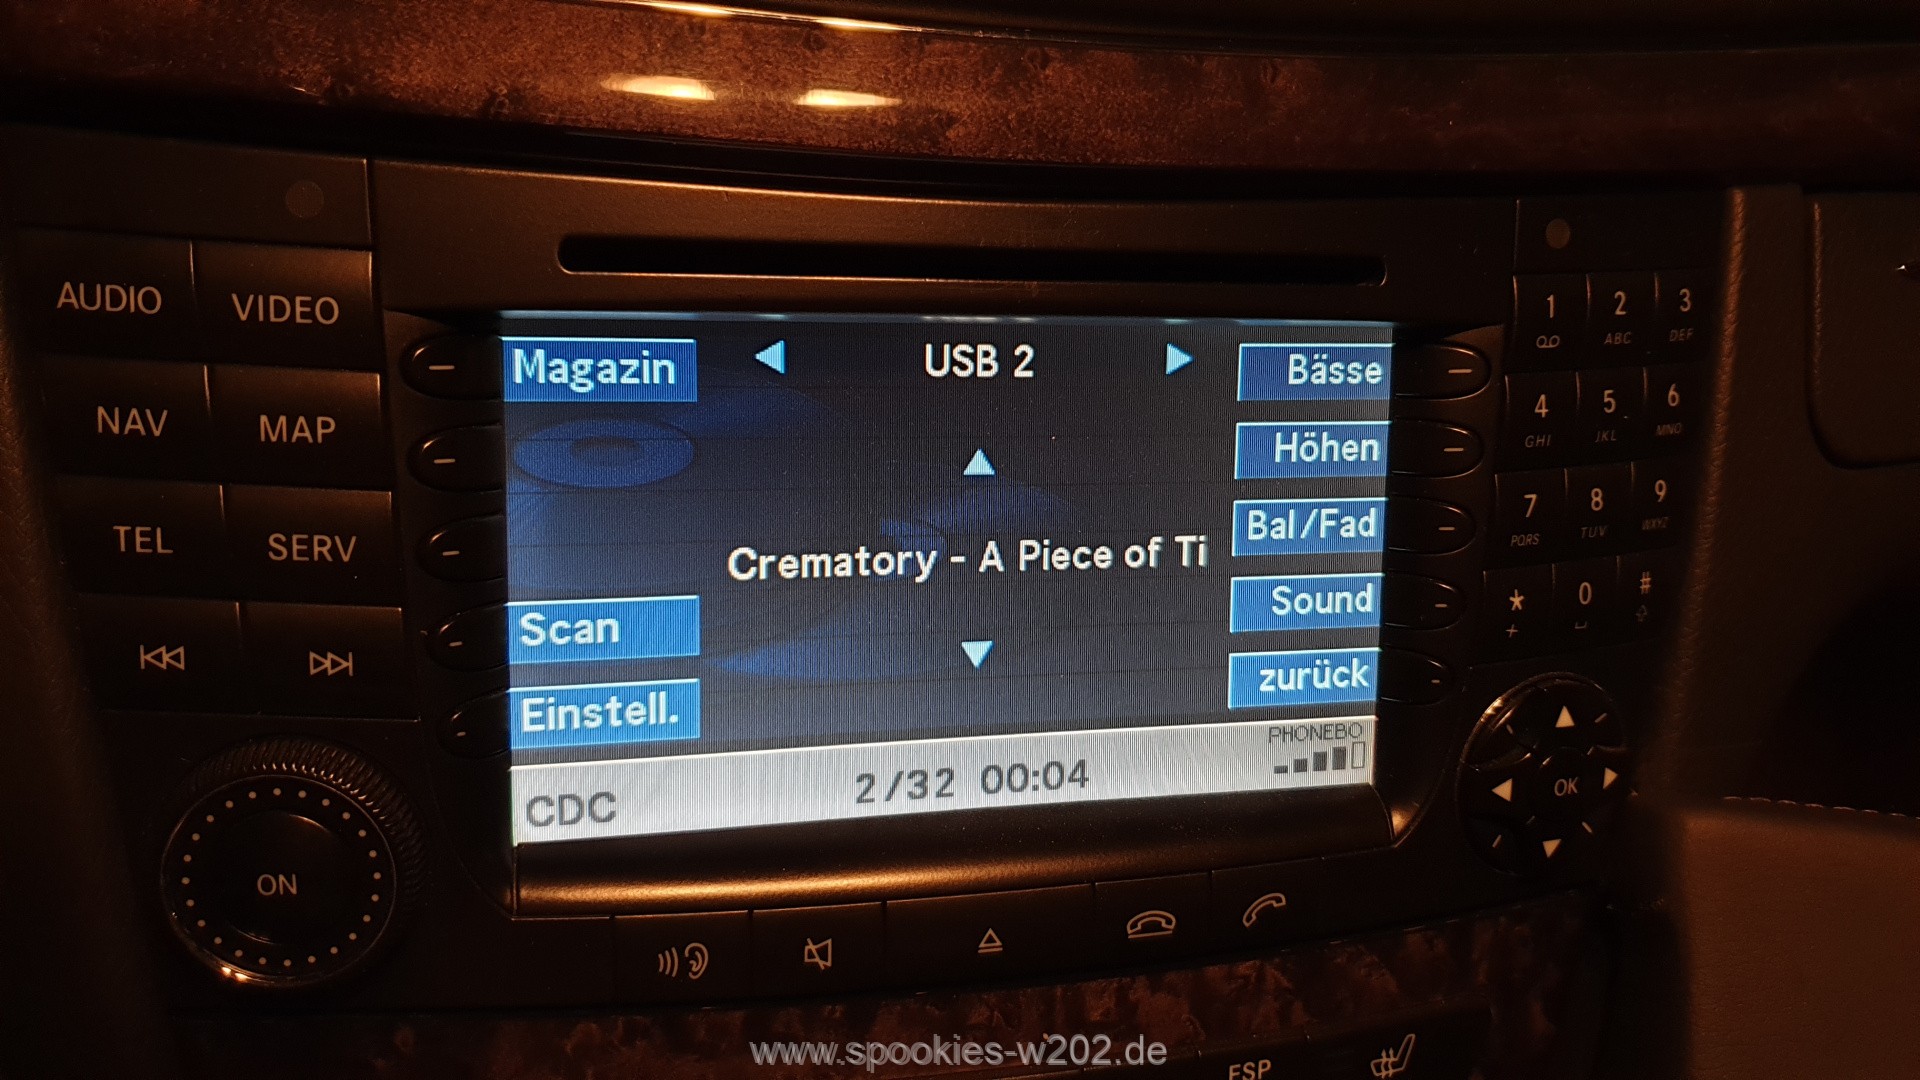 AUDIO
VIDEO
NAV
MAP
TEL
SERV
ON
Magazin
USB 2
Bässe
Höhen
Bal/Fad
Crematory - A Piece of Ti
Scan
Sound
zurück
Einstell.
PHONEBO
CDC
2/32 00:04
1
2 ABC
3 DEF
4 GHI
5 JKL
6 MNO
7 PQRS
8 TUV
9 WXYZ
* +
0
#
OK
ESP
www.spookies-w202.de